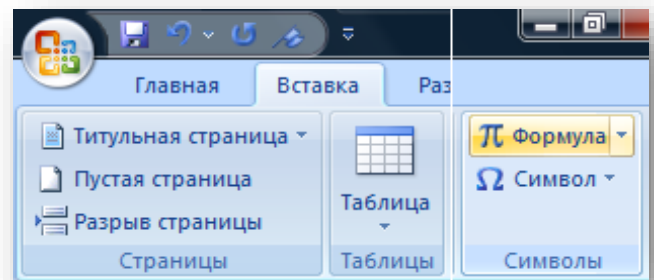 Главная Вставка Раз
Титульная страница
Пустая страница
Разрыв страницы
Страницы
Таблица
Таблицы
π Формула
Ω Символ
Символы